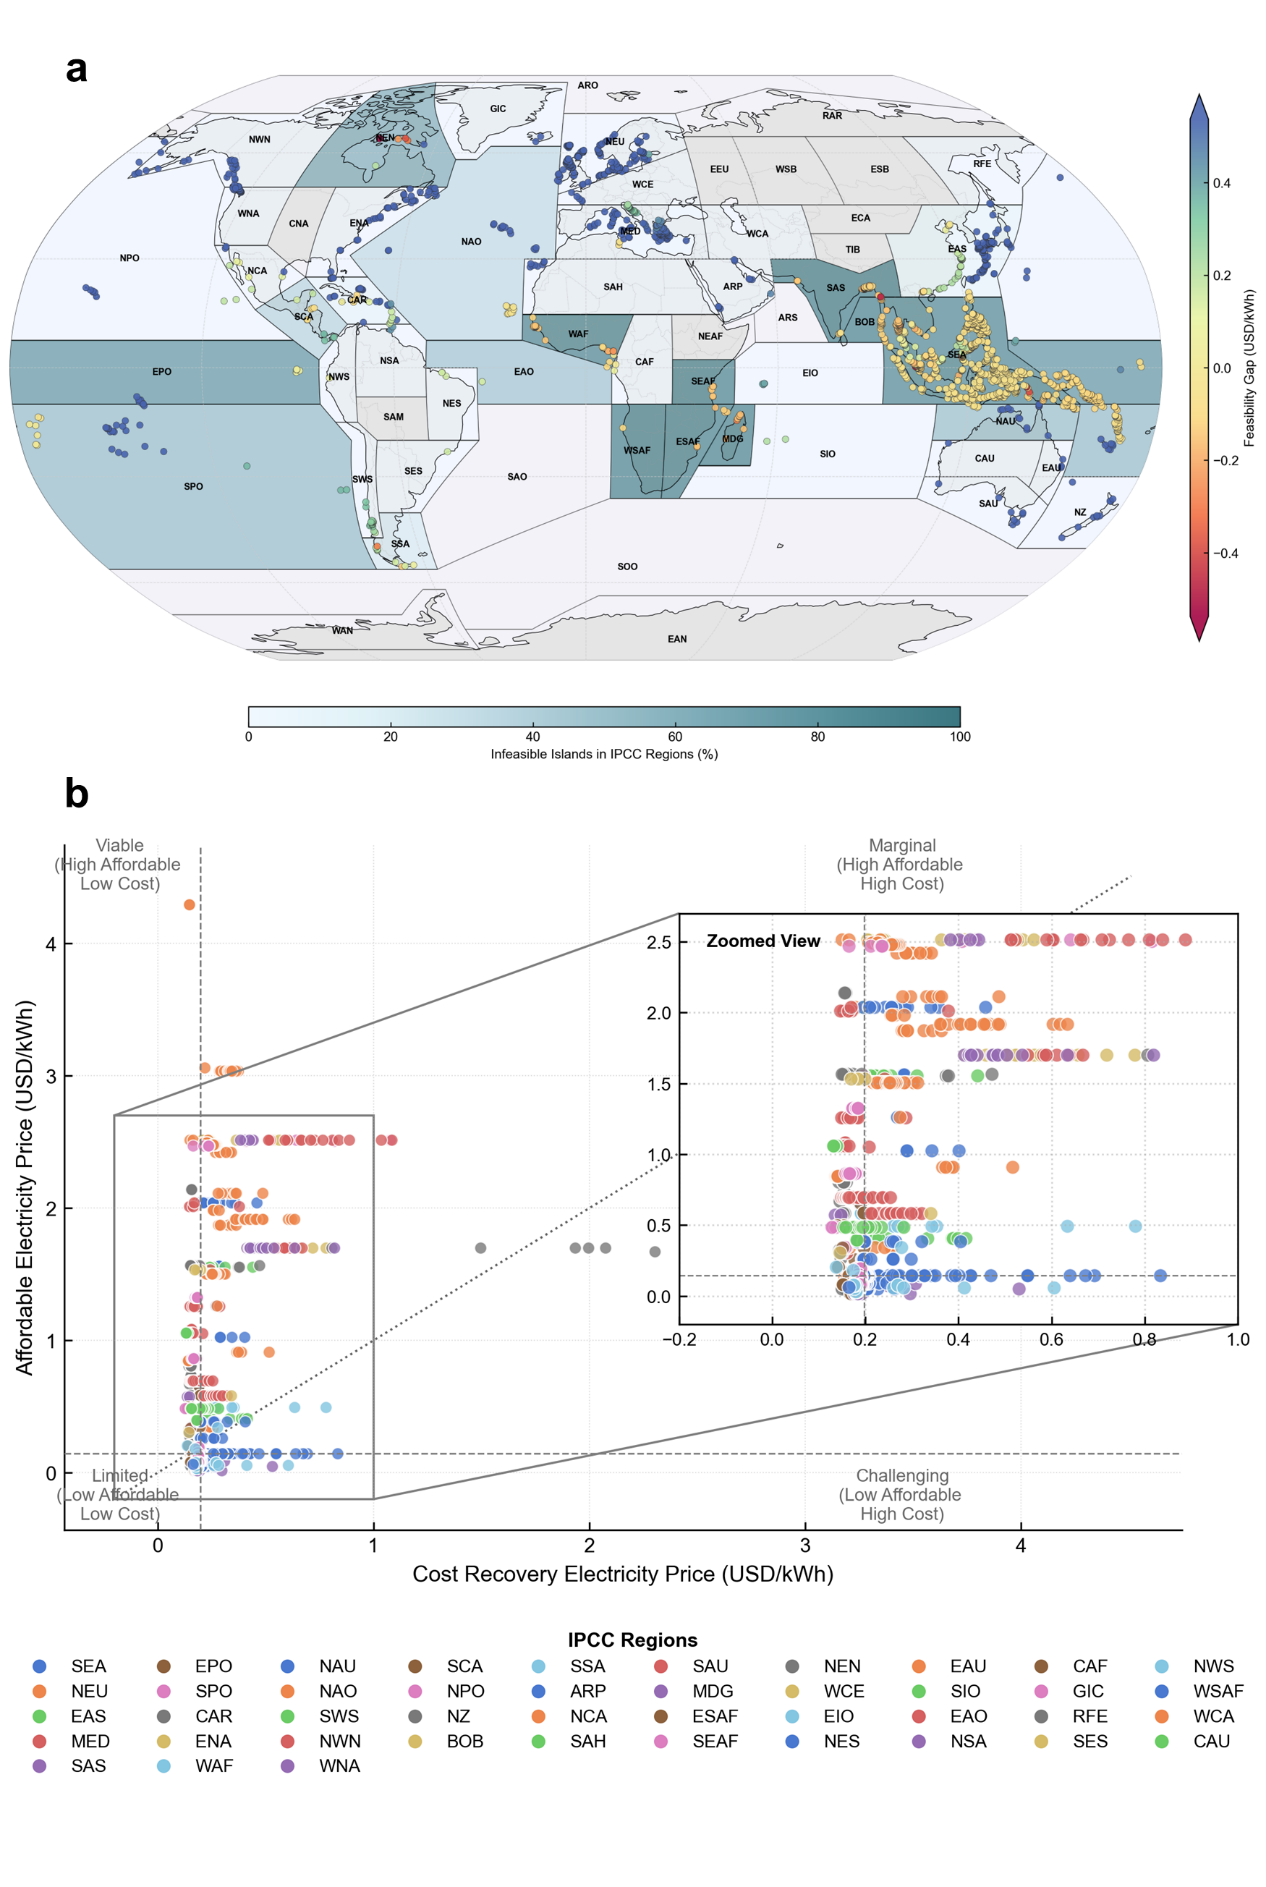 a
ARO
GIC
RAR
NWN
NEN
NEU
RFE
EEU
WSB
ESB
WCE
WNA
CNA
ENA
ECA
MED
WCA
TIB
EAS
NAO
NPO
NCA
SAH
ARP
SAS
CAR
SCA
ARS
BOB
WAF
NEAF
SEA
NSA
CAF
EPO
NWS
EAO
SEAF
EIO
NES
SAM
NAU
MDG
ESAF
WSAF
SIO
CAU
EAU
SES
SWS
SAO
SPO
SAU
NZ
SSA
SOO
WAN
EAN
0.4
0.2
0.0
−0.2
−0.4
Feasibility Gap (USD/kWh)
0 20 40 60 80 100
Infeasible Islands in IPCC Regions (%)
b
Viable
(High Affordable
Low Cost)
Marginal
(High Affordable
High Cost)
Zoomed View
2.5
2.0
1.5
1.0
0.5
0.0
−0.2 0.0 0.2 0.4 0.6 0.8 1.0
4
3
2
1
0
Affordable Electricity Price (USD/kWh)
Limited
(Low Affordable
Low Cost)
Challenging
(Low Affordable
High Cost)
0 1 2 3 4
Cost Recovery Electricity Price (USD/kWh)
IPCC Regions
SEA EPO NAU SCA SSA SAU NEN EAU CAF NWS
NEU SPO NAO NPO ARP MDG WCE SIO GIC WSAF
EAS CAR SWS NZ NCA ESAF EIO EAO RFE WCA
MED ENA NWN BOB SAH SEAF NES NSA SES CAU
SAS WAF WNA